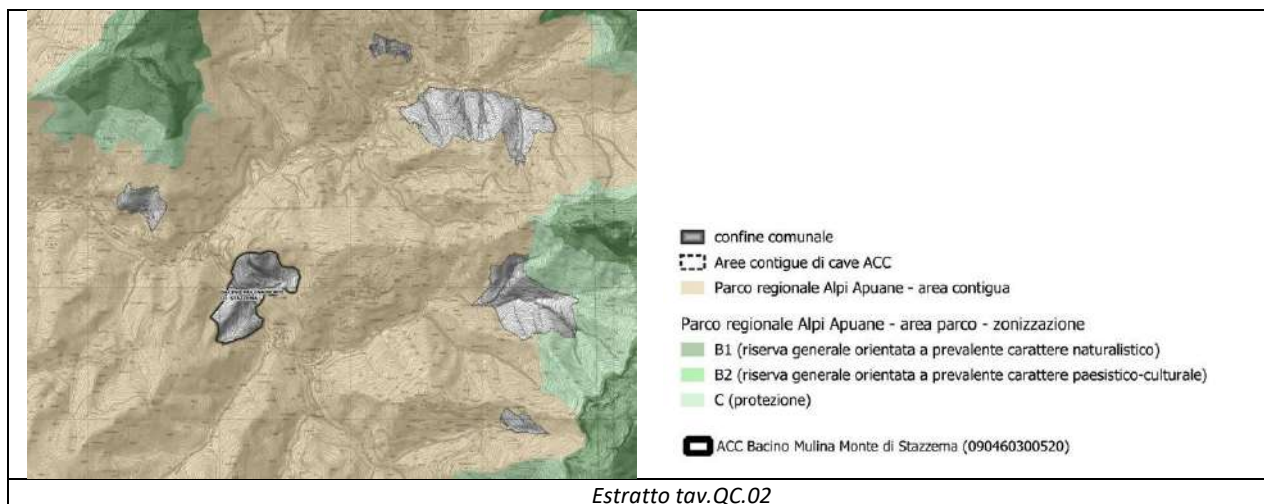 confine comunale
Aree contigue di cave ACC
Parco regionale Alpi Apuane - area contigua
Parco regionale Alpi Apuane - area parco - zonizzazione
B1 (riserva generale orientata a prevalente carattere naturalistico)
B2 (riserva generale orientata a prevalente carattere paesistico-culturale)
C (protezione)
ACC Bacino Mulina Monte di Stazzema (090460300520)
Estratto tav.QC.02